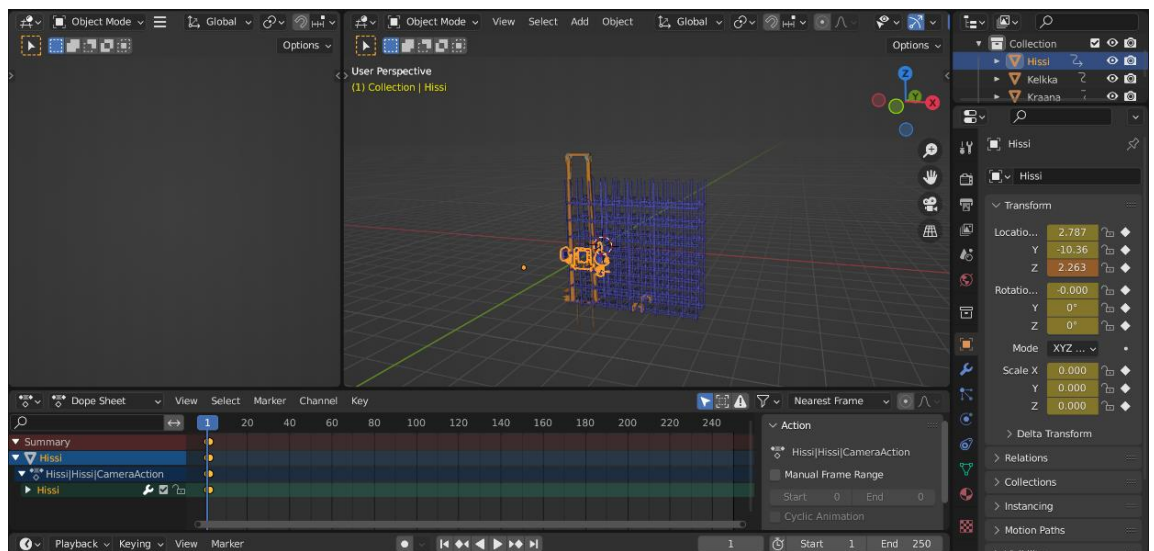 Object Mode Global Object Mode View Select Add Object Global
Options Options
User Perspective
(1) Collection | Hissi
Z
Y
X
Collection
Hissi
Kelkka
Kraana
Hissi
Hissi
Transform
Locatio... 2.787
Y -10.36
Z 2.263
Rotatio... -0.000
Y 0°
Z 0°
Mode XYZ ...
Scale X 0.000
Y 0.000
Z 0.000
Delta Transform
Relations
Collections
Instancing
Motion Paths
Dope Sheet View Select Marker Channel Key Nearest Frame
1 20 40 60 80 100 120 140 160 180 200 220 240
Summary
Hissi
Hissi|Hissi|CameraAction
Hissi
Action
Hissi|Hissi|CameraAction
Manual Frame Range
Start 0 End 0
Cyclic Animation
Playback Keying View Marker 1 Start 1 End 250